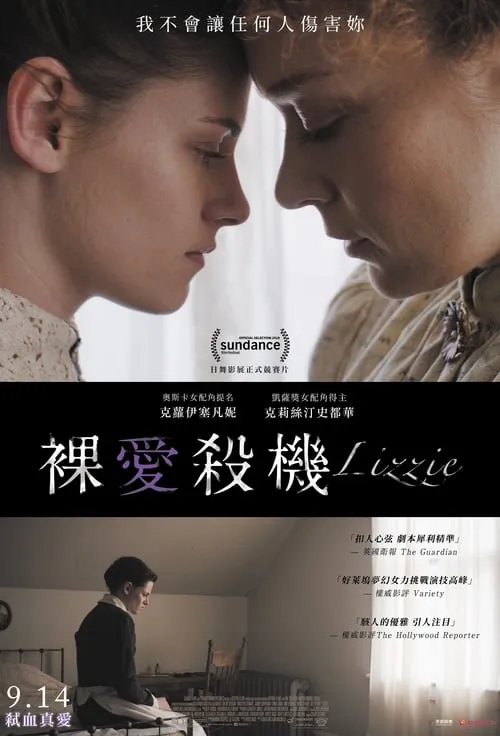 我不會讓任何人傷害妳
OFFICIAL SELECTION 2018
sundance
film festival
日舞影展正式競賽片
奧斯卡女配角提名 凱薩獎女配角得主
克蘿伊塞凡妮 克莉絲汀史都華
裸愛殺機 Lizzie
「扣人心弦 劇本犀利精準」
— 英國衛報 The Guardian
「好萊塢夢幻女力挑戰演技高峰」
— 權威影評 Variety
「駭人的優雅 引人注目」
— 權威影評The Hollywood Reporter
9.14
弒血真愛